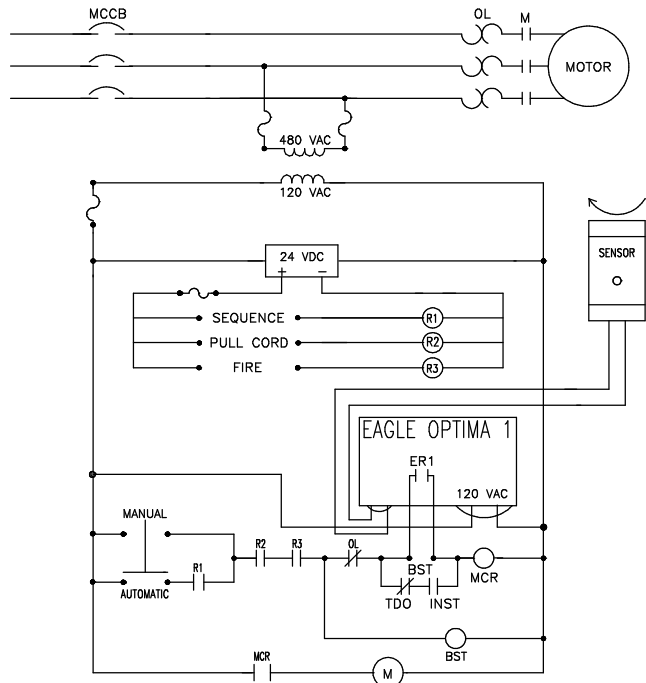 MCCB
OL
M
MOTOR
480 VAC
120 VAC
24 VDC
+ −
SENSOR
SEQUENCE
R1
PULL CORD
R2
FIRE
R3
EAGLE OPTIMA 1
ER1
120 VAC
MANUAL
R2
R3
OL
R1
BST
MCR
AUTOMATIC
TDO
INST
BST
MCR
M